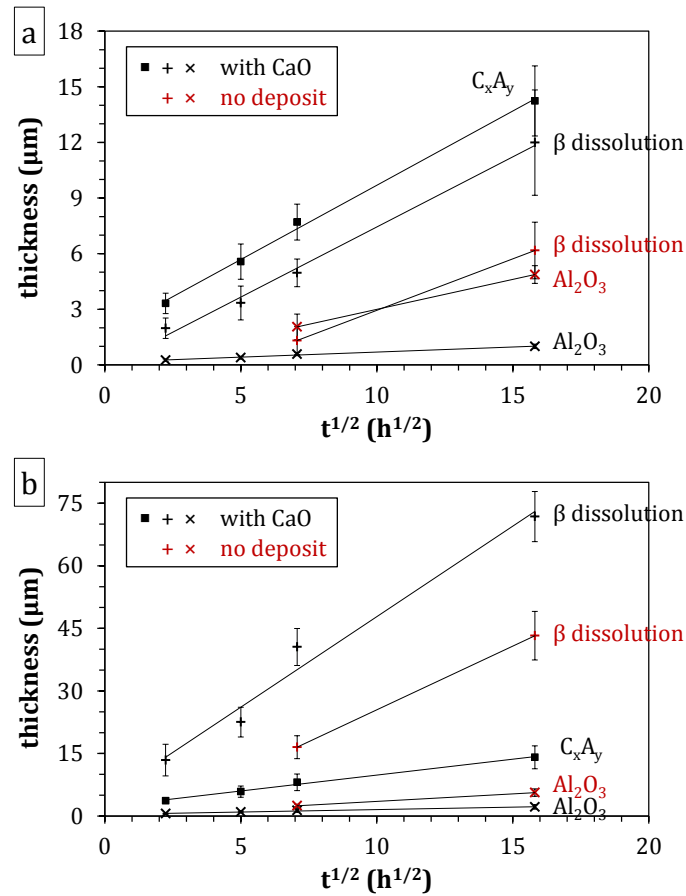 a
18
15
12
9
6
3
0
thickness (µm)
■ + × with CaO
+ × no deposit
CₓAᵧ
β dissolution
β dissolution
Al₂O₃
Al₂O₃
0 5 10 15 20
t¹/² (h¹/²)
b
75
60
45
30
15
0
thickness (µm)
■ + × with CaO
+ × no deposit
β dissolution
β dissolution
CₓAᵧ
Al₂O₃
Al₂O₃
0 5 10 15 20
t¹/² (h¹/²)